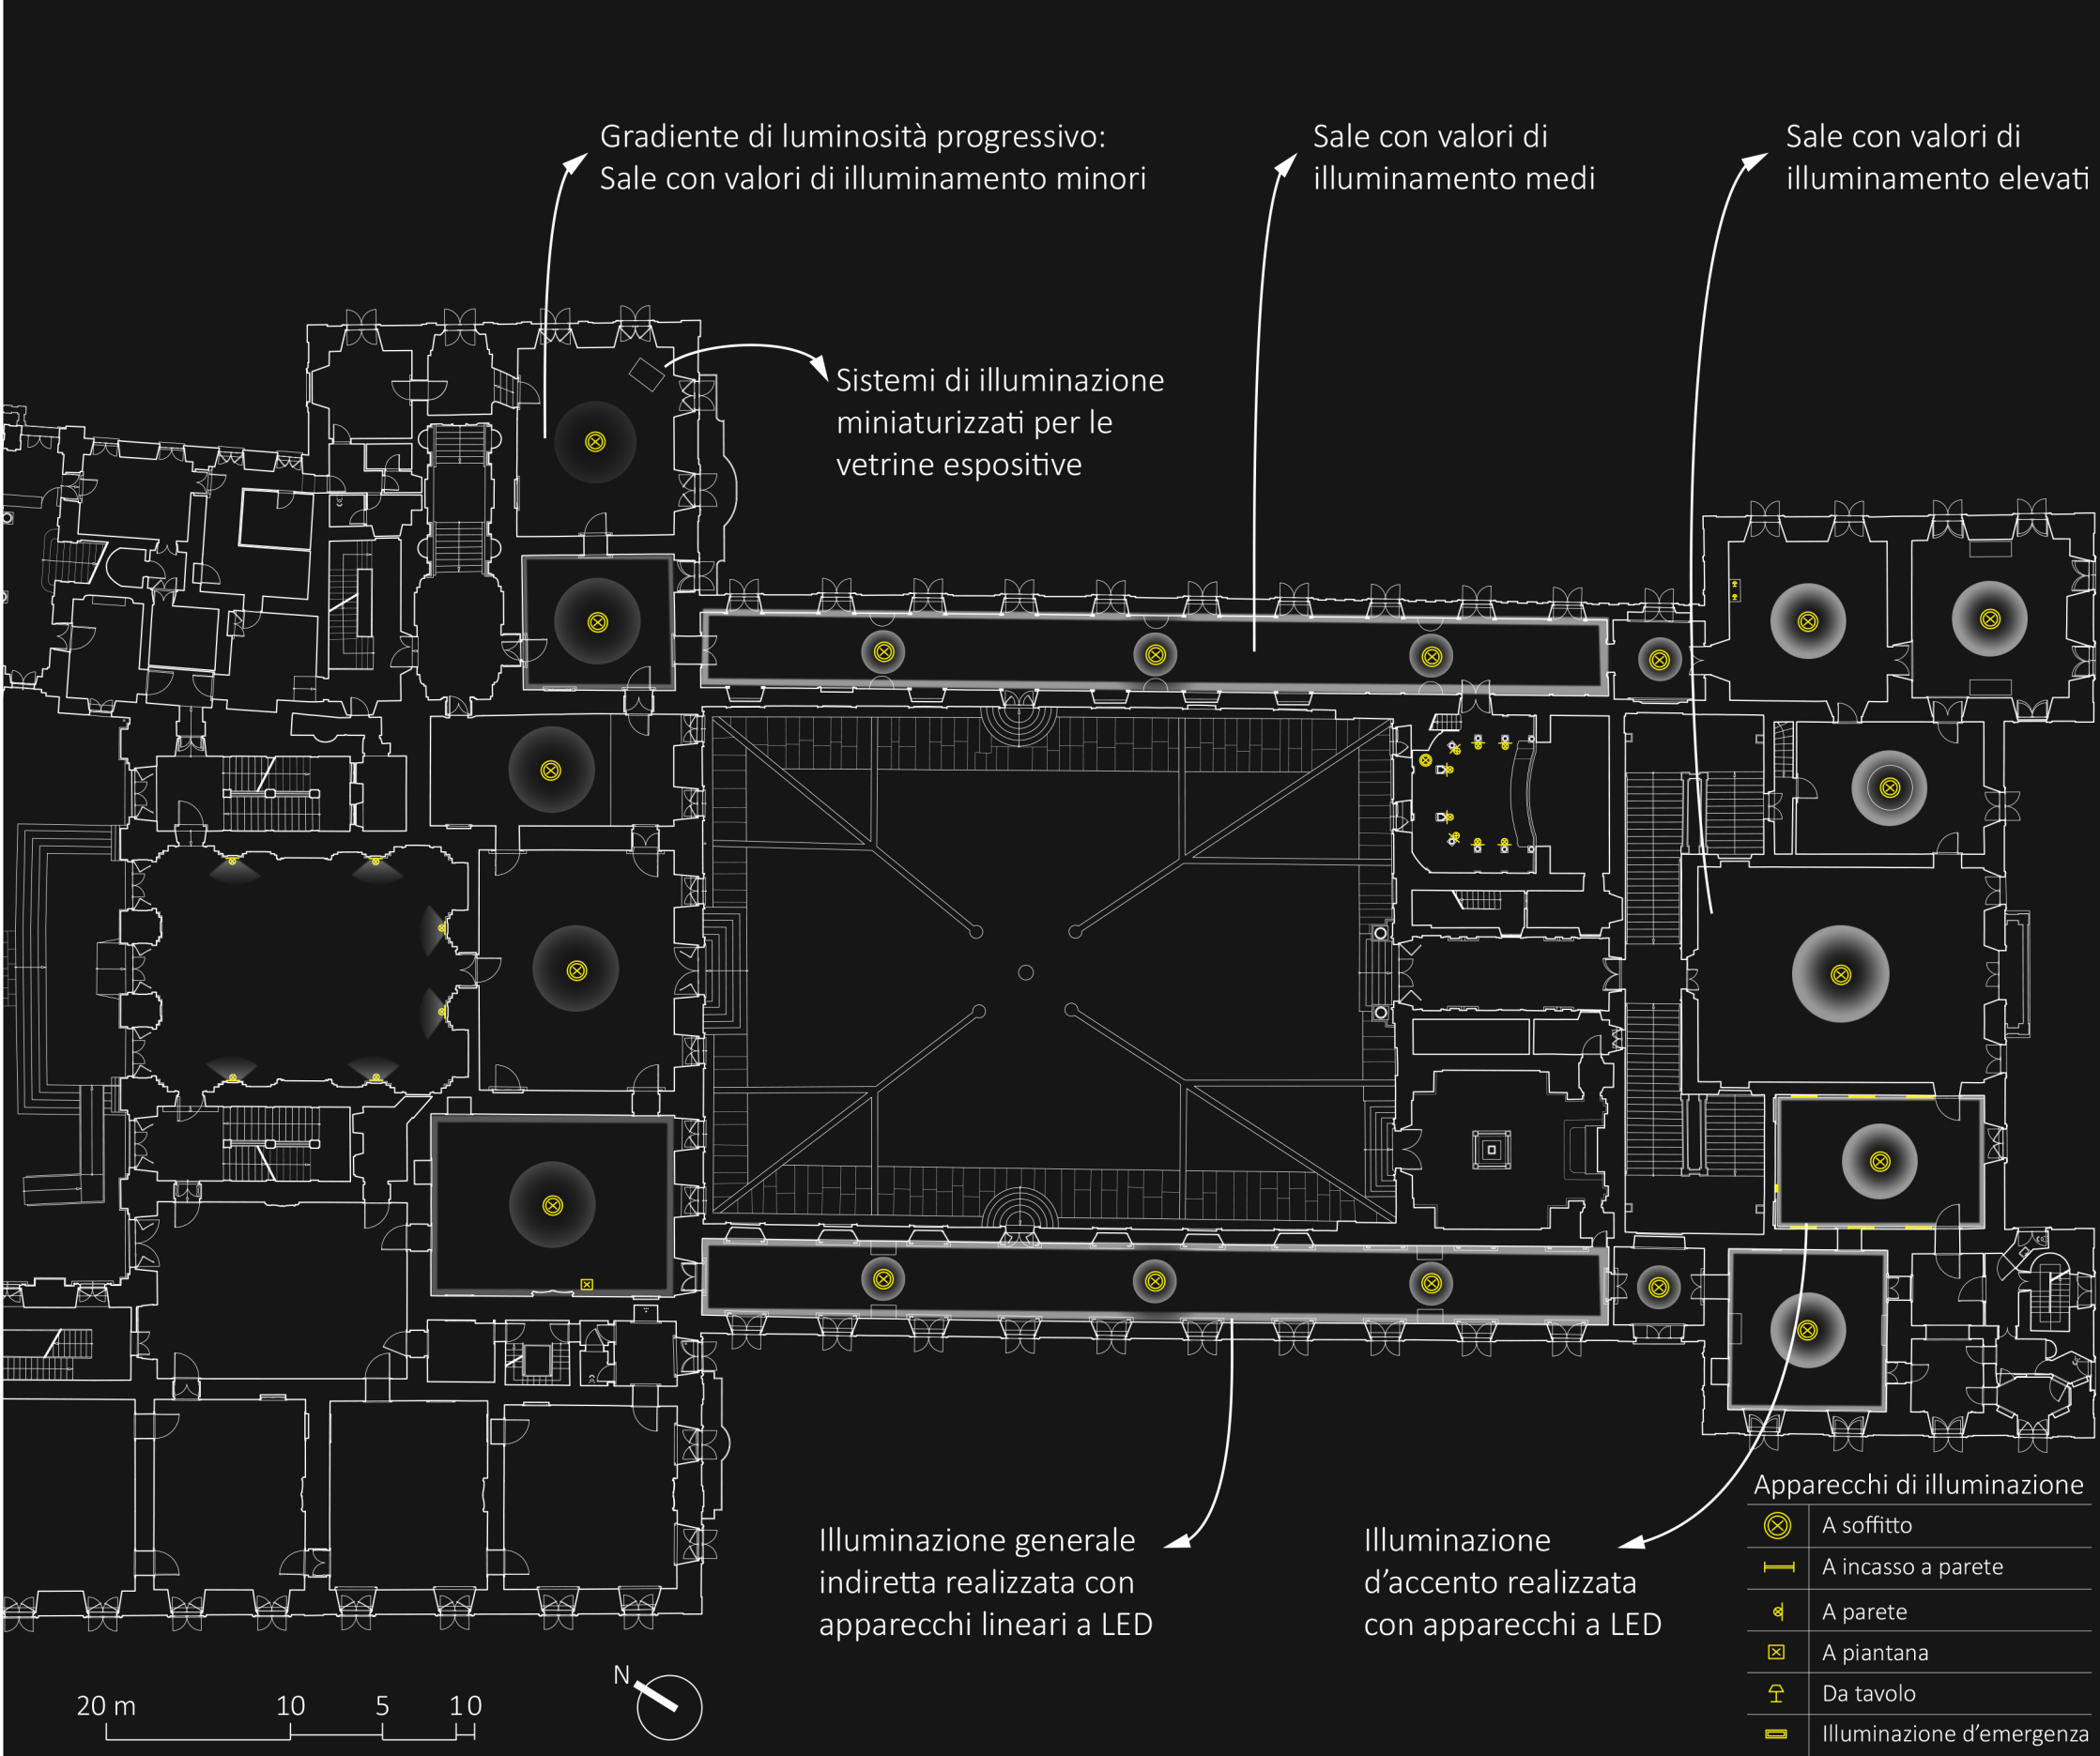 Gradiente di luminosità progressivo:
Sale con valori di illuminamento minori
Sale con valori di
illuminamento medi
Sale con valori di
illuminamento elevati
Sistemi di illuminazione
miniaturizzati per le
vetrine espositive
Illuminazione generale
indiretta realizzata con
apparecchi lineari a LED
Illuminazione
d'accento realizzata
con apparecchi a LED
Apparecchi di illuminazione
A soffitto
A incasso a parete
A parete
A piantana
Da tavolo
Illuminazione d'emergenza
N
20 m 10 5 1 0